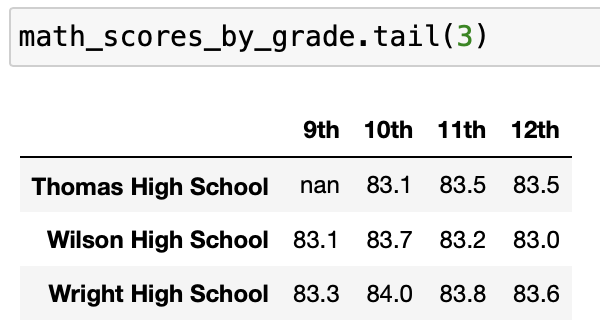 math_scores_by_grade.tail(3)
9th 10th 11th 12th
Thomas High School nan 83.1 83.5 83.5
Wilson High School 83.1 83.7 83.2 83.0
Wright High School 83.3 84.0 83.8 83.6